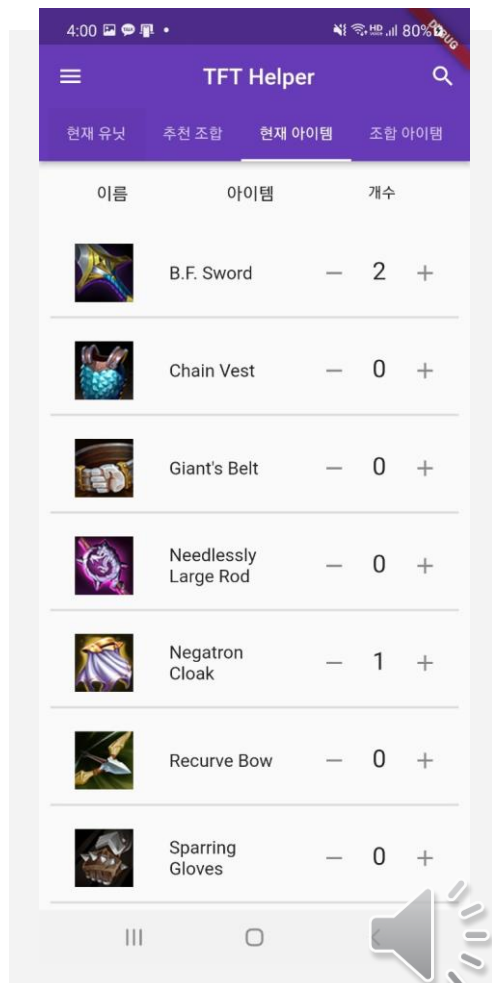 4:00 80%
DEBUG
TFT Helper
현재 유닛 추천 조합 현재 아이템 조합 아이탬
이름 아이템 개수
B.F. Sword 2
Chain Vest 0
Giant's Belt 0
Needlessly
Large Rod 0
Negatron
Cloak 1
Recurve Bow 0
Sparring
Gloves 0